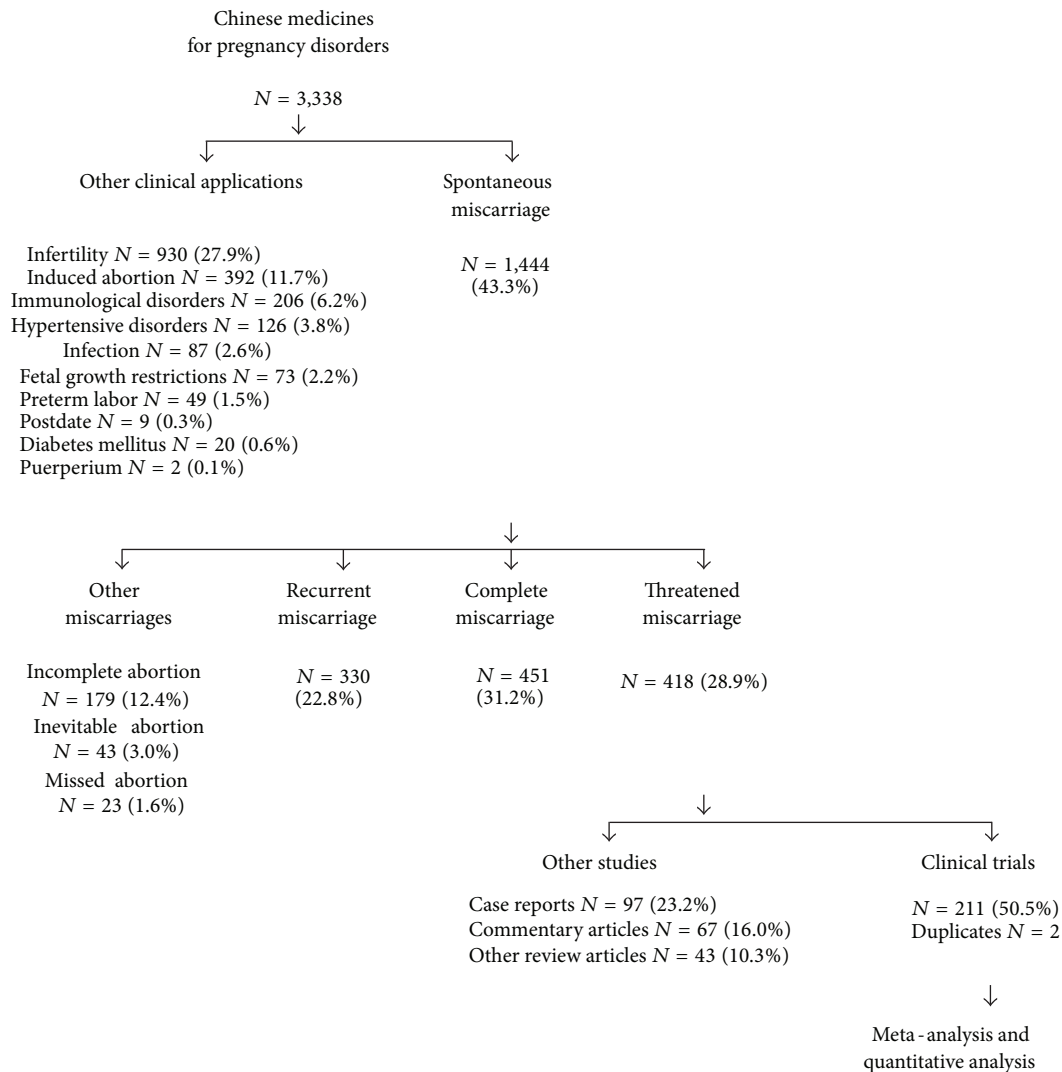 Chinese medicines
for pregnancy disorders
N = 3,338
Other clinical applications
Infertility N = 930 (27.9%)
Induced abortion N = 392 (11.7%)
Immunological disorders N = 206 (6.2%)
Hypertensive disorders N = 126 (3.8%)
Infection N = 87 (2.6%)
Fetal growth restrictions N = 73 (2.2%)
Preterm labor N = 49 (1.5%)
Postdate N = 9 (0.3%)
Diabetes mellitus N = 20 (0.6%)
Puerperium N = 2 (0.1%)
Spontaneous
miscarriage
N = 1,444
(43.3%)
Other
miscarriages
Incomplete abortion
N = 179 (12.4%)
Inevitable abortion
N = 43 (3.0%)
Missed abortion
N = 23 (1.6%)
Recurrent
miscarriage
N = 330
(22.8%)
Complete
miscarriage
N = 451
(31.2%)
Threatened
miscarriage
N = 418 (28.9%)
Other studies
Case reports N = 97 (23.2%)
Commentary articles N = 67 (16.0%)
Other review articles N = 43 (10.3%)
Clinical trials
N = 211 (50.5%)
Duplicates N = 2
Meta-analysis and
quantitative analysis